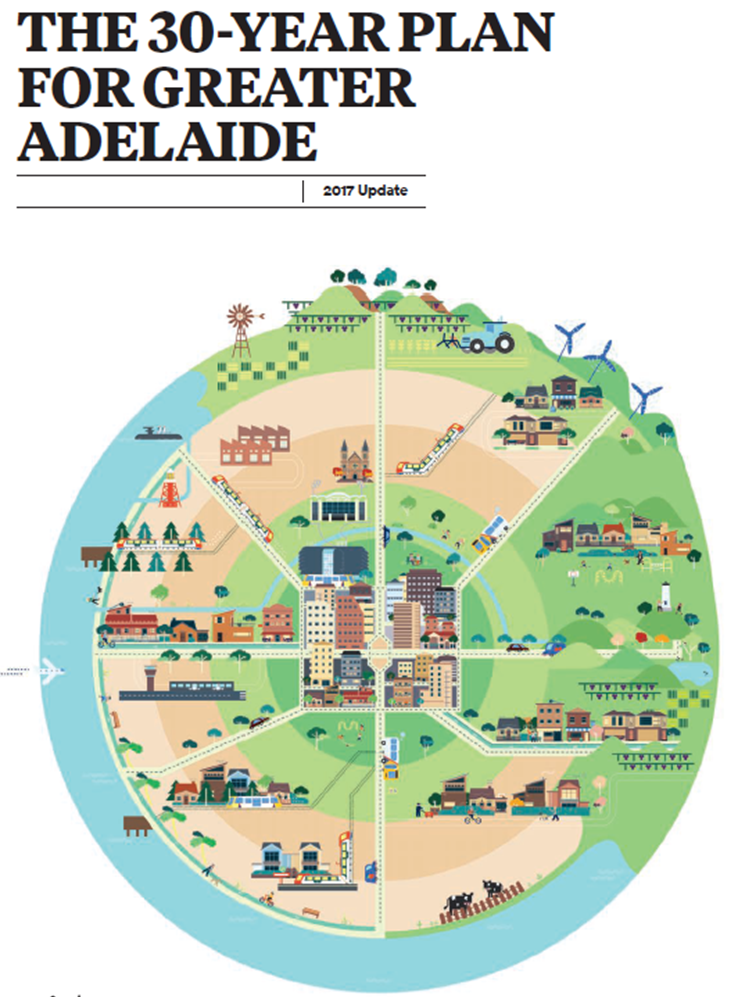 THE 30-YEAR PLAN
FOR GREATER
ADELAIDE
2017 Update